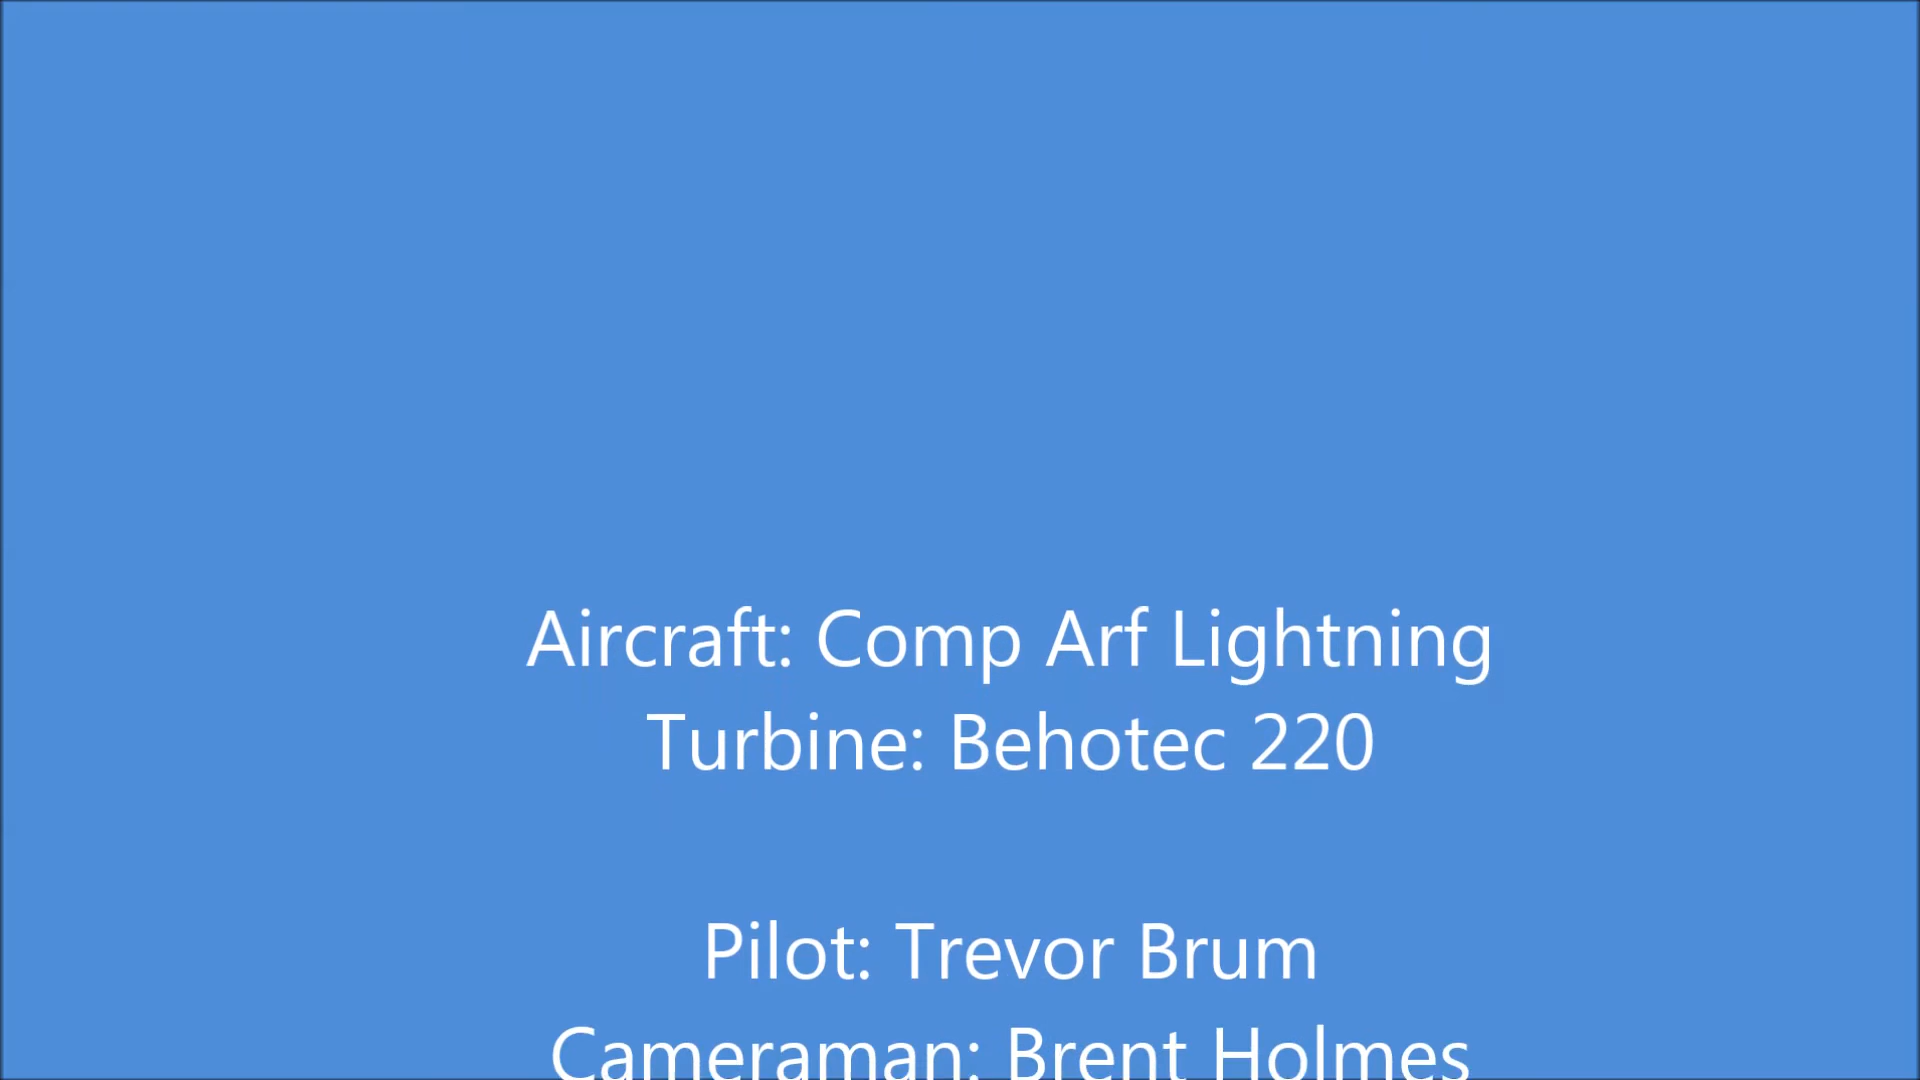 Aircraft: Comp Arf Lightning
Turbine: Behotec 220
Pilot: Trevor Brum
Cameraman: Brent Holmes